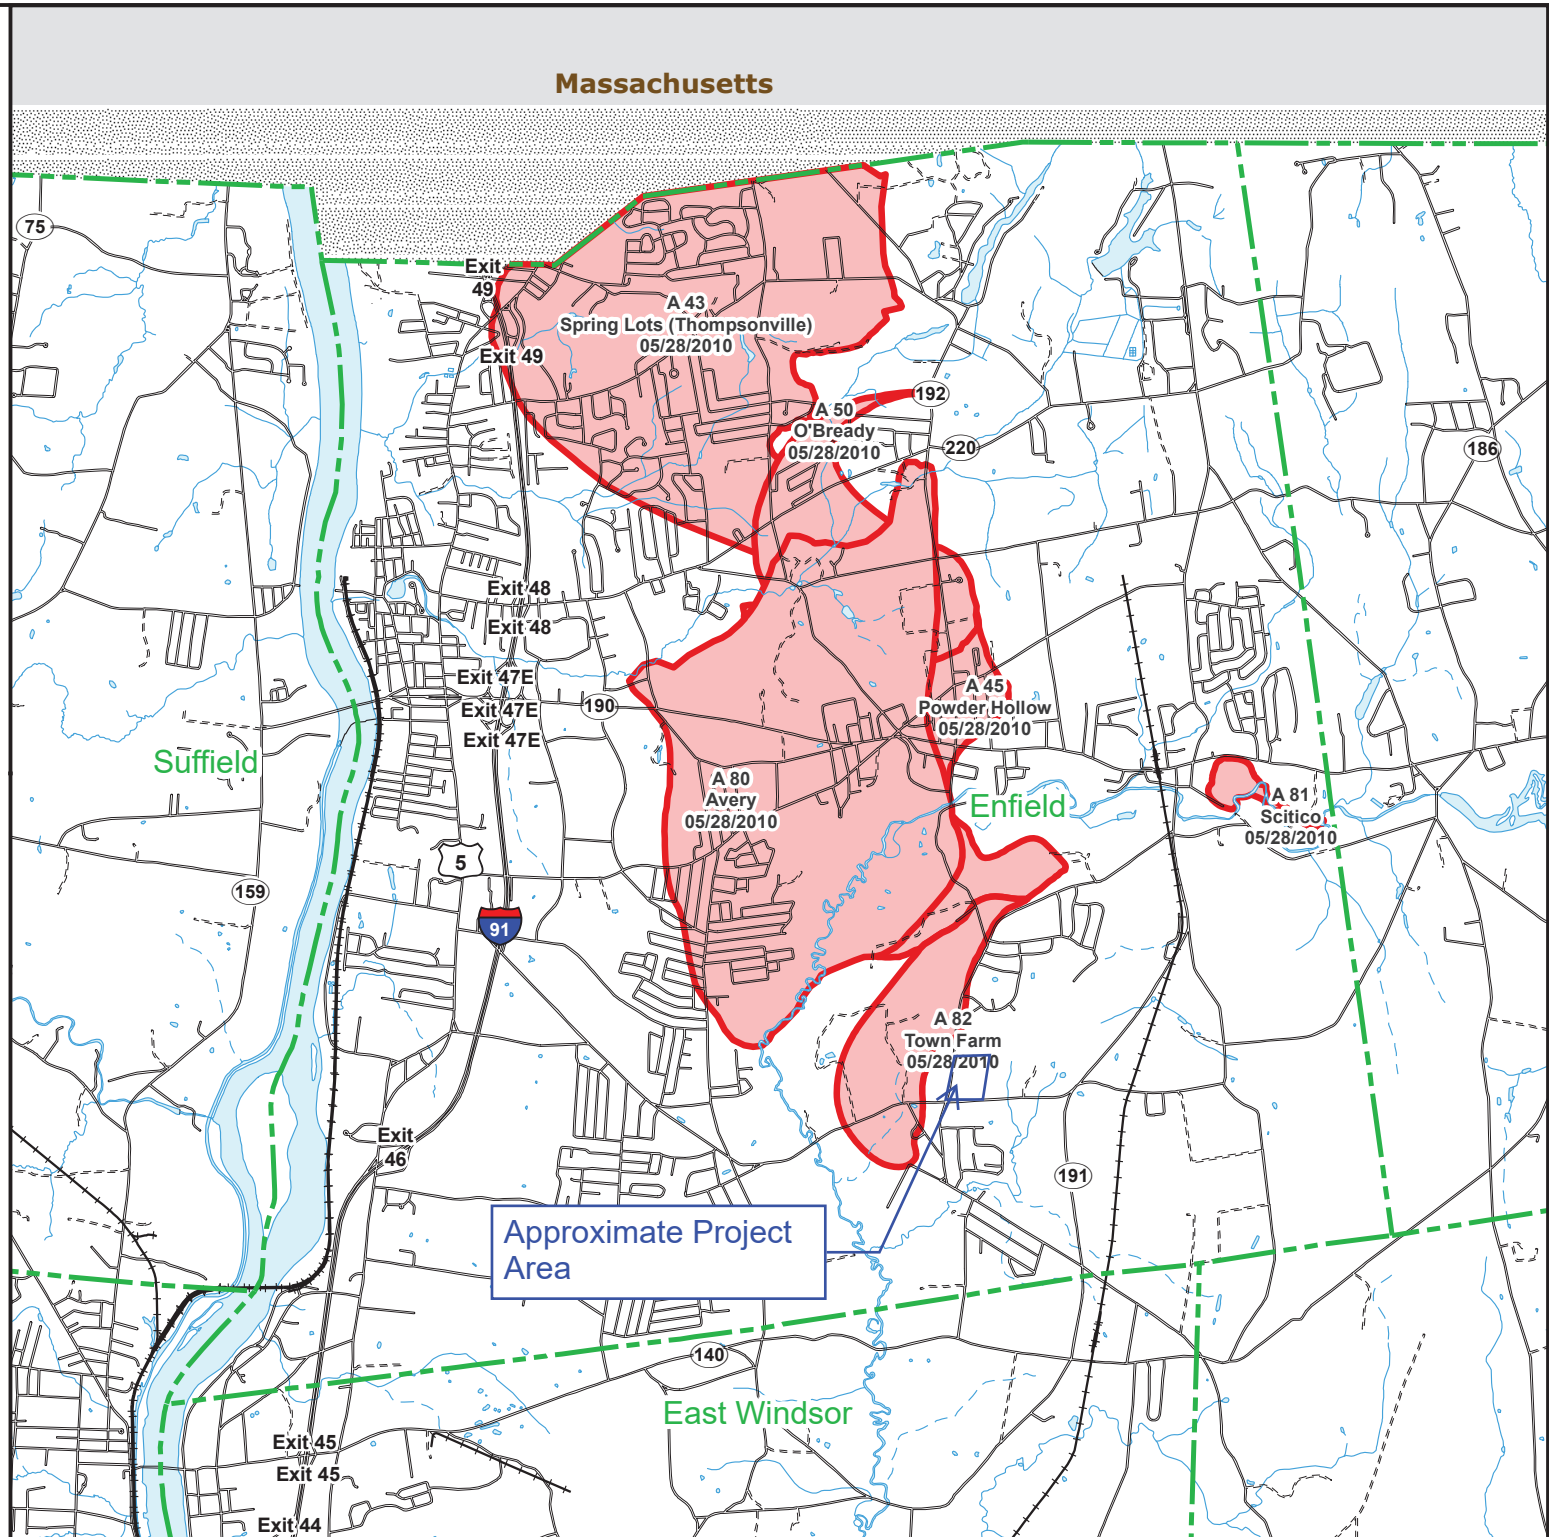 Massachusetts
75
Exit
49
A 43
Spring Lots (Thompsonville)
05/28/2010
Exit 49
192
A 50
O'Bready
05/28/2010
220
186
Exit 48
Exit 48
Exit 47E
190
Exit 47E
Exit 47E
A 45
Powder Hollow
05/28/2010
Suffield
A 80
Avery
05/28/2010
Enfield
A 81
Scitico
05/28/2010
5
159
91
A 82
Town Farm
05/28/2010
Exit
46
191
Approximate Project
Area
140
East Windsor
Exit 45
Exit 45
Exit 44